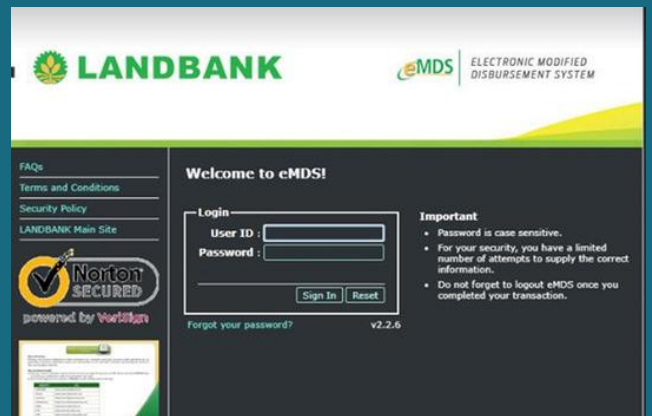 LANDBANK
eMDS
ELECTRONIC MODIFIED
DISBURSEMENT SYSTEM
FAQs
Terms and Conditions
Security Policy
LANDBANK Main Site
Norton
SECURED
powered by VeriSign
Welcome to eMDS!
Login
User ID :
Password :
Sign In Reset
Forgot your password? v2.2.6
Important
• Password is case sensitive.
• For your security, you have a limited
number of attempts to supply the correct
information.
• Do not forget to logout eMDS once you
completed your transaction.